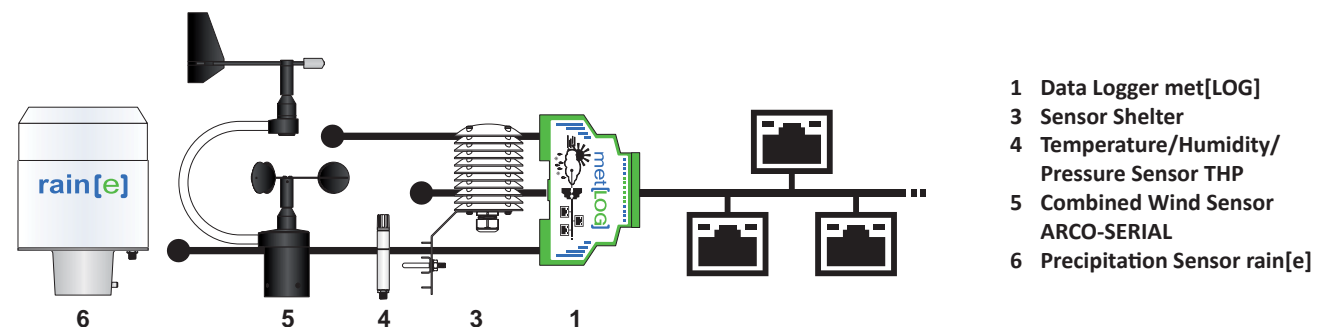 rain[e]
met[LOG]
6
5
4
3
1
1 Data Logger met[LOG]
3 Sensor Shelter
4 Temperature/Humidity/
Pressure Sensor THP
5 Combined Wind Sensor
ARCO-SERIAL
6 Precipitation Sensor rain[e]